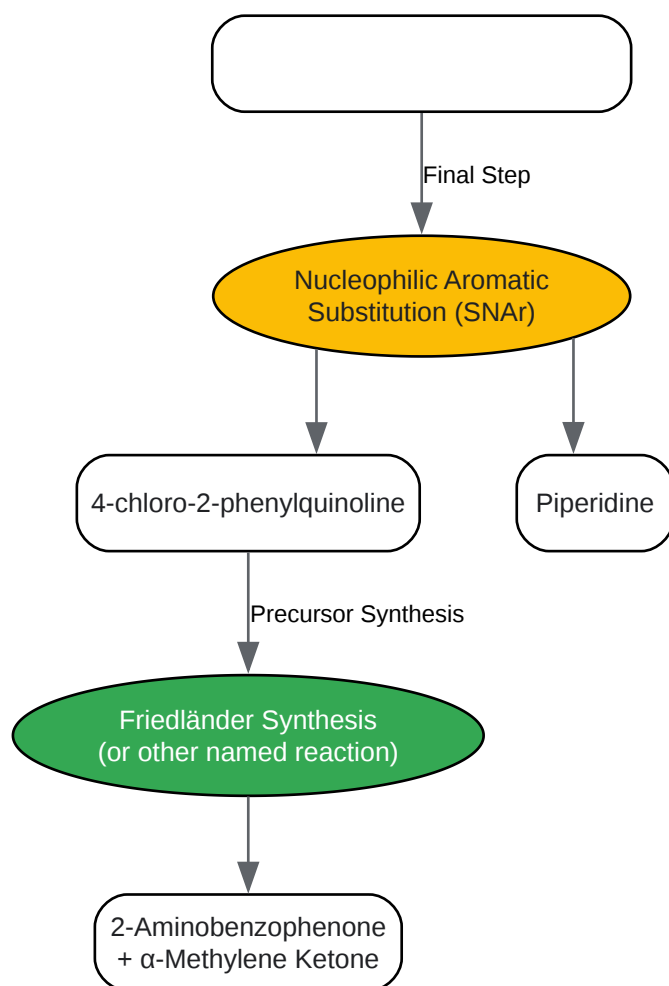 Final Step
Nucleophilic Aromatic
Substitution (SNAr)
4-chloro-2-phenylquinoline
Piperidine
Precursor Synthesis
Friedländer Synthesis
(or other named reaction)
2-Aminobenzophenone
+ α-Methylene Ketone